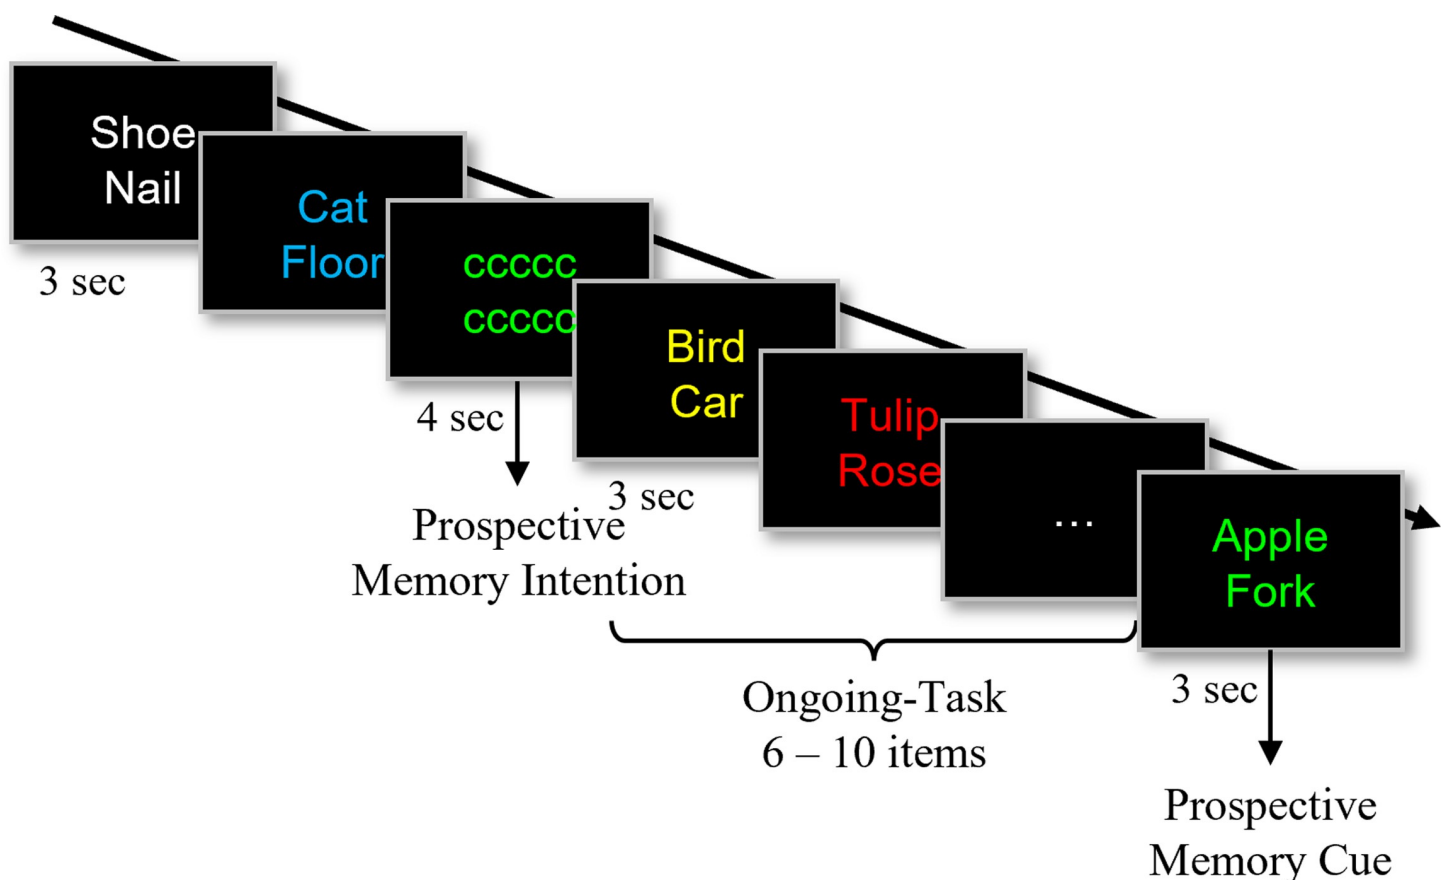 Shoe
Nail
3 sec
Cat
Floor
ccccc
ccccc
4 sec
Prospective
Memory Intention
Bird
Car
3 sec
Tulip
Rose
...
Ongoing-Task
6 – 10 items
Apple
Fork
3 sec
Prospective
Memory Cue